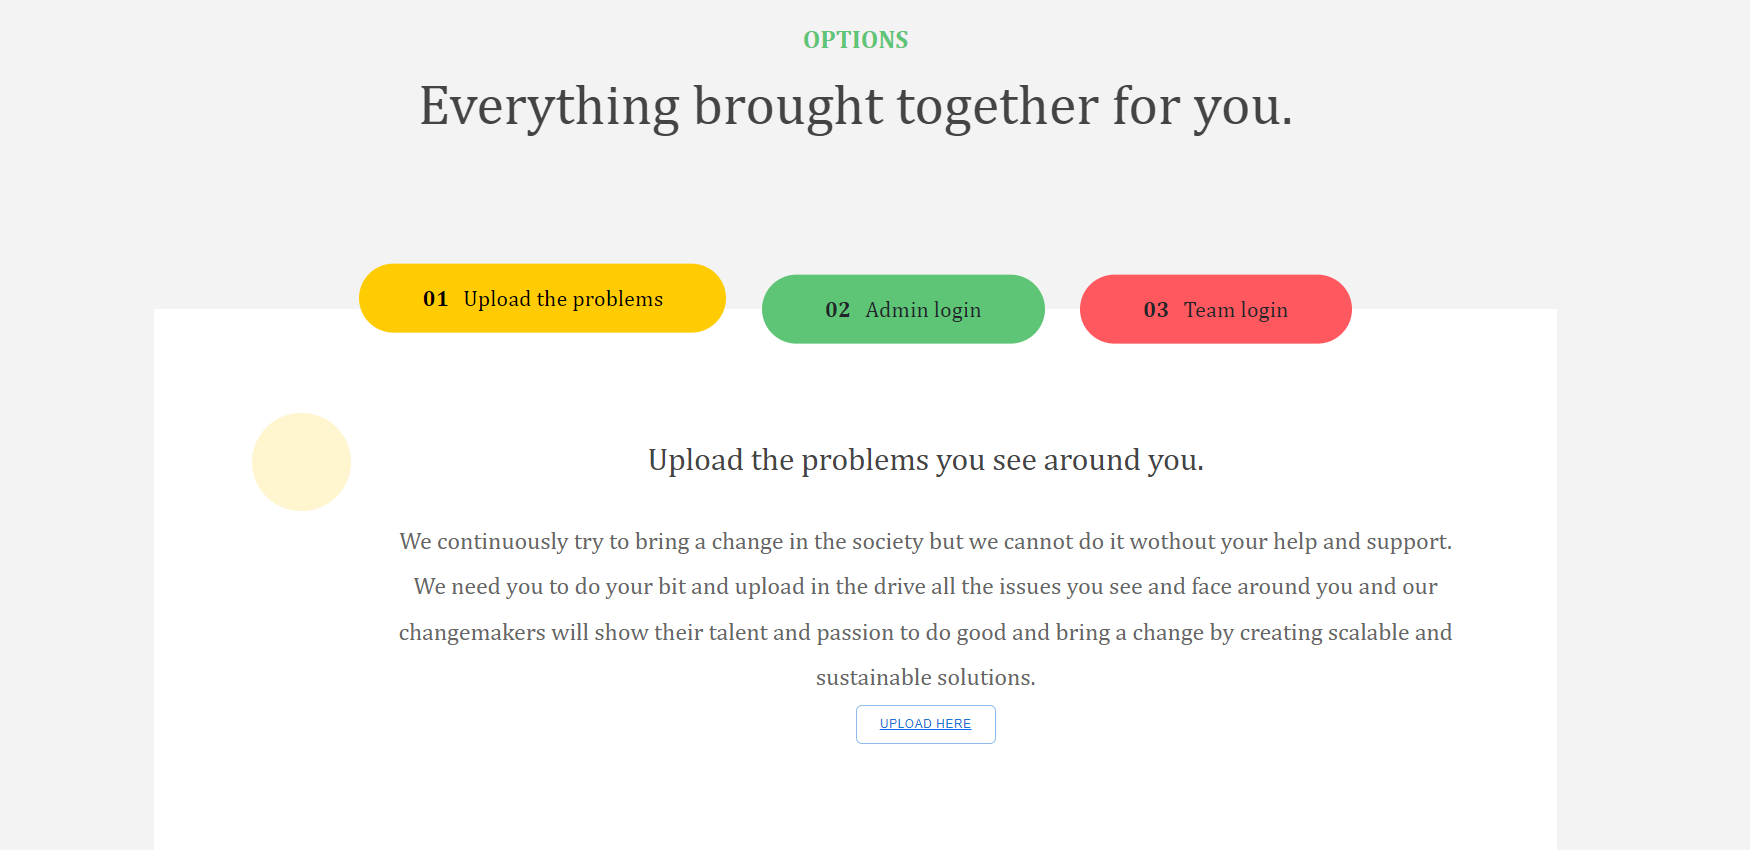 OPTIONS
Everything brought together for you.
01 Upload the problems
02 Admin login
03 Team login
Upload the problems you see around you.
We continuously try to bring a change in the society but we cannot do it wothout your help and support.
We need you to do your bit and upload in the drive all the issues you see and face around you and our
changemakers will show their talent and passion to do good and bring a change by creating scalable and
sustainable solutions.
UPLOAD HERE